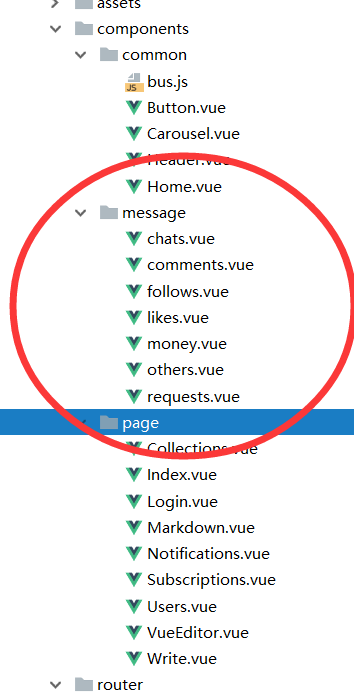 assets
components
common
JS bus.js
Button.vue
Carousel.vue
Header.vue
Home.vue
message
chats.vue
comments.vue
follows.vue
likes.vue
money.vue
others.vue
requests.vue
page
Collections.vue
Index.vue
Login.vue
Markdown.vue
Notifications.vue
Subscriptions.vue
Users.vue
VueEditor.vue
Write.vue
router